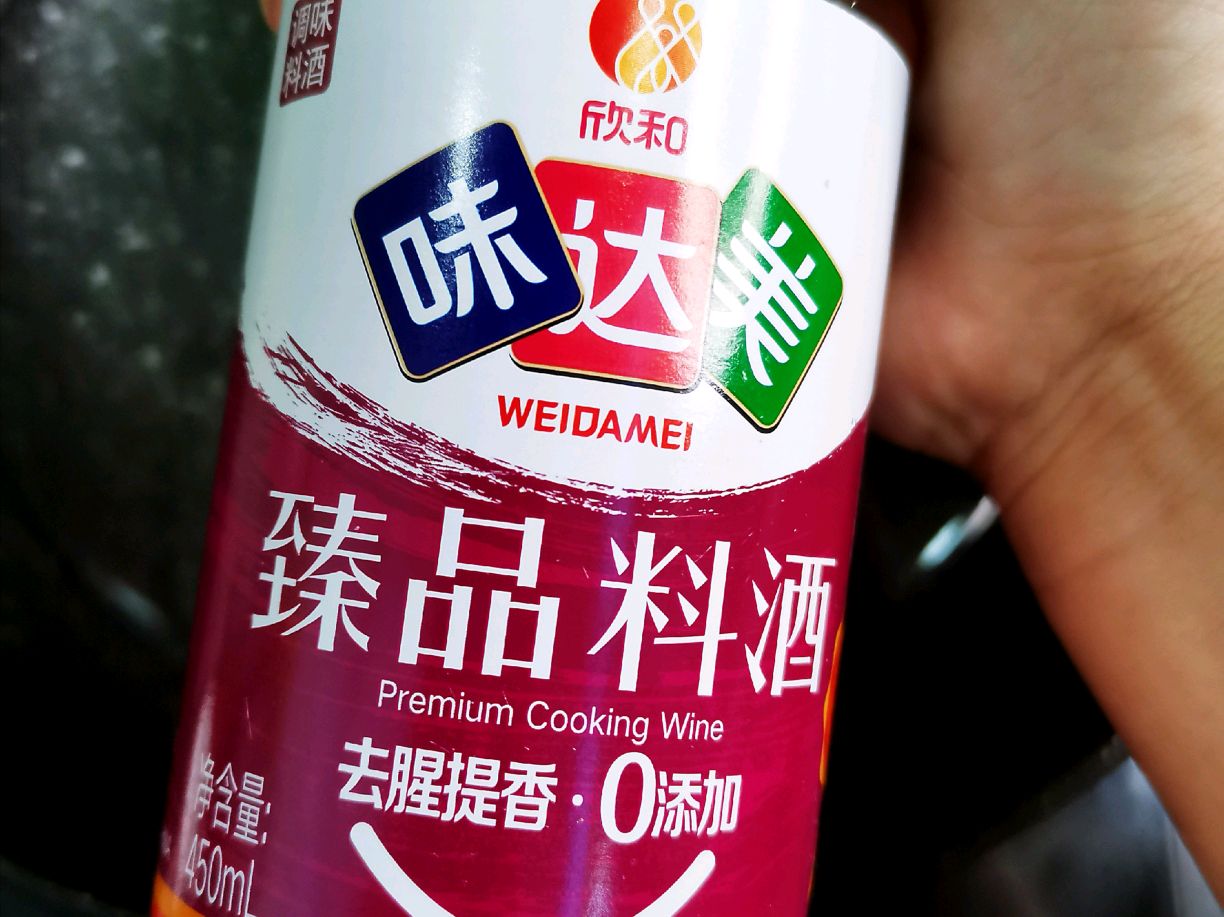 调味
料酒
欣和
味达美
WEIDAMEI
臻品料酒
Premium Cooking Wine
去腥提香·0添加
净含量:
450mL